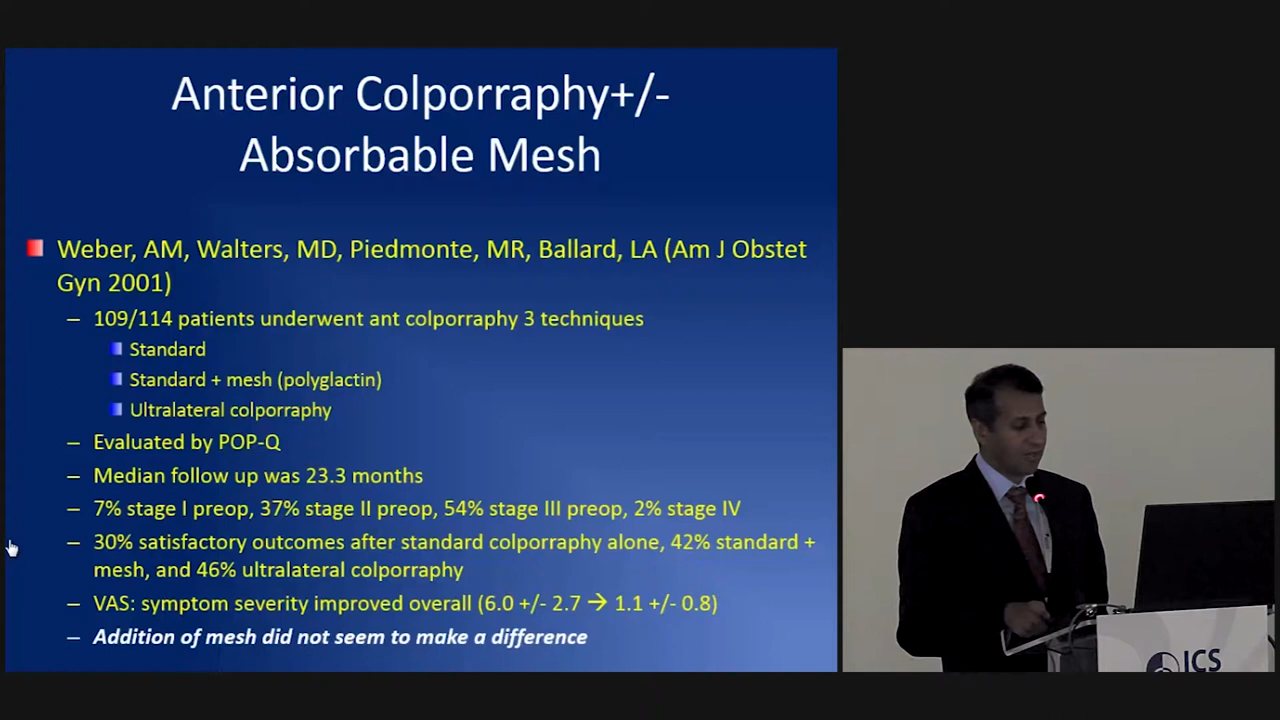 Anterior Colporraphy+/-
Absorbable Mesh
Weber, AM, Walters, MD, Piedmonte, MR, Ballard, LA (Am J Obstet
Gyn 2001)
– 109/114 patients underwent ant colporraphy 3 techniques
Standard
Standard + mesh (polyglactin)
Ultralateral colporraphy
– Evaluated by POP-Q
– Median follow up was 23.3 months
– 7% stage I preop, 37% stage II preop, 54% stage III preop, 2% stage IV
– 30% satisfactory outcomes after standard colporraphy alone, 42% standard +
mesh, and 46% ultralateral colporraphy
– VAS: symptom severity improved overall (6.0 +/- 2.7 → 1.1 +/- 0.8)
– Addition of mesh did not seem to make a difference
ICS